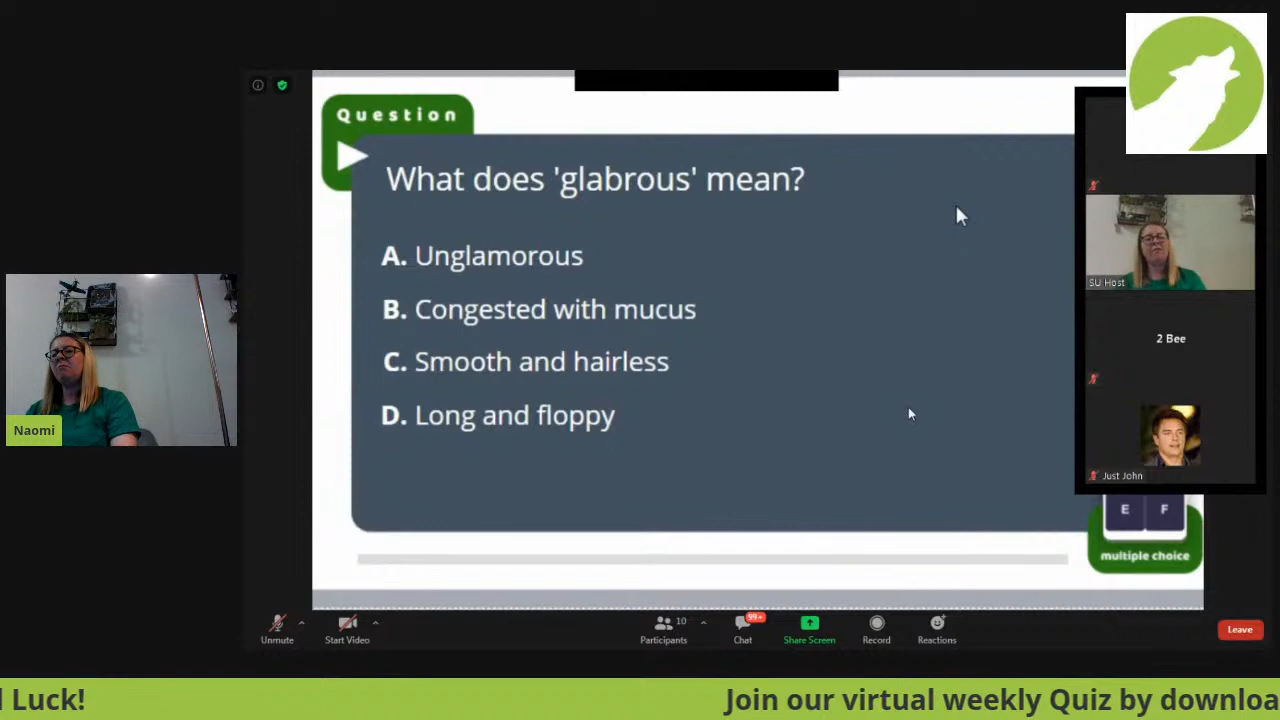 Question
What does 'glabrous' mean?
A. Unglamorous
B. Congested with mucus
C. Smooth and hairless
D. Long and floppy
Naomi
SU Host
2 Bee
Just John
E F
multiple choice
Unmute
Start Video
10
Participants
99+
Chat
Share Screen
Record
Reactions
Leave
Luck!
Join our virtual weekly Quiz by downloa